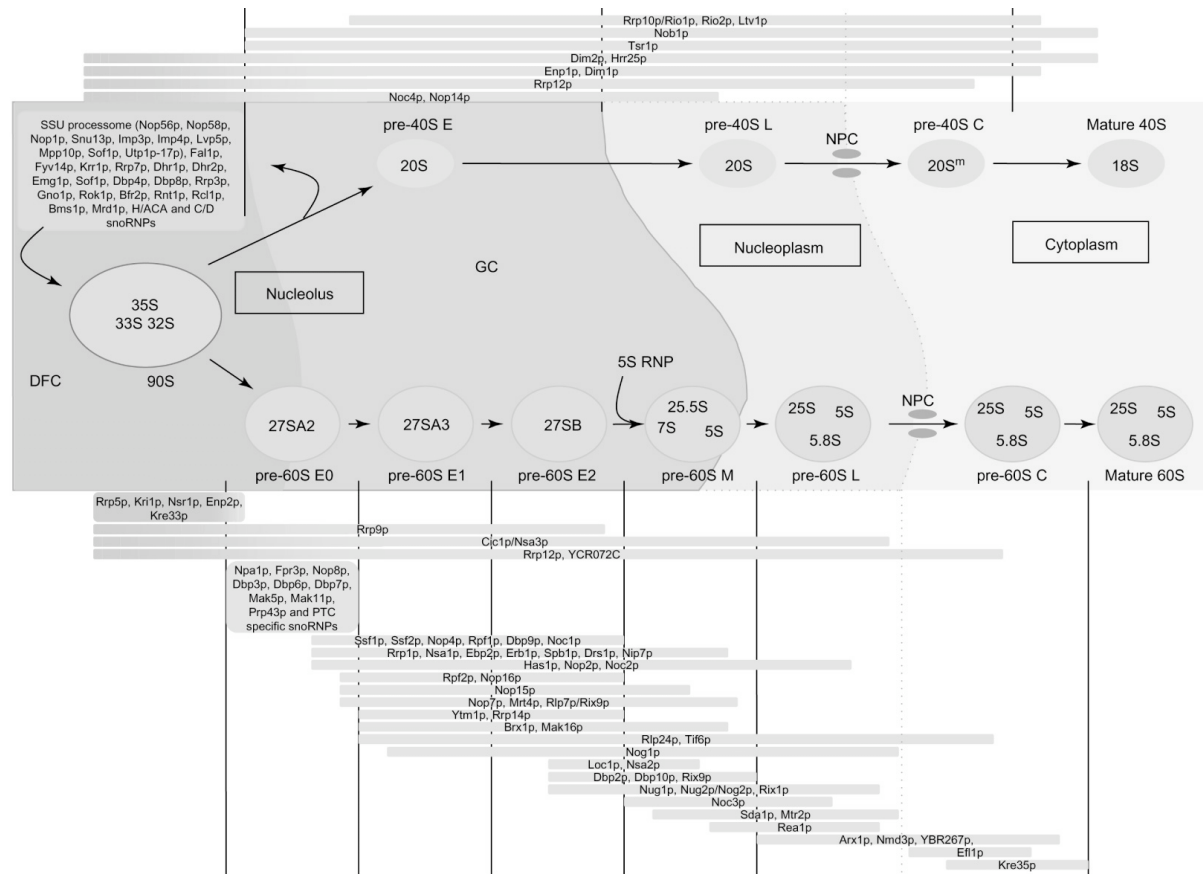 Rrp10p/Rio1p, Rio2p, Ltv1p
Nob1p
Tsr1p
Dim2p, Hrr25p
Enp1p, Dim1p
Rrp12p
Noc4p, Nop14p
SSU processome (Nop56p, Nop58p,
Nop1p, Snu13p, Imp3p, Imp4p, Lvp5p,
Mpp10p, Sof1p, Utp1p-17p), Fal1p,
Fyv14p, Krr1p, Rrp7p, Dhr1p, Dhr2p,
Emg1p, Sof1p, Dbp4p, Dbp8p, Rrp3p,
Gno1p, Rok1p, Bfr2p, Rnt1p, Rcl1p,
Bms1p, Mrd1p, H/ACA and C/D
snoRNPs
pre-40S E
pre-40S L
NPC
pre-40S C
Mature 40S
20S
20S
20Sᵐ
18S
Nucleoplasm
Cytoplasm
GC
Nucleolus
35S
33S 32S
5S RNP
DFC
90S
NPC
27SA2
27SA3
27SB
25.5S
7S
5S
25S
5S
5.8S
25S
5S
5.8S
25S
5S
5.8S
pre-60S E0
pre-60S E1
pre-60S E2
pre-60S M
pre-60S L
pre-60S C
Mature 60S
Rrp5p, Kri1p, Nsr1p, Enp2p,
Kre33p
Rrp9p
Cic1p/Nsa3p
Rrp12p, YCR072C
Npa1p, Fpr3p, Nop8p,
Dbp3p, Dbp6p, Dbp7p,
Mak5p, Mak11p,
Prp43p and PTC
specific snoRNPs
Ssf1p, Ssf2p, Nop4p, Rpf1p, Dbp9p, Noc1p
Rrp1p, Nsa1p, Ebp2p, Erb1p, Spb1p, Drs1p, Nip7p
Has1p, Nop2p, Noc2p
Rpf2p, Nop16p
Nop15p
Nop7p, Mrt4p, Rlp7p/Rix9p
Ytm1p, Rrp14p
Brx1p, Mak16p
Rlp24p, Tif6p
Nog1p
Loc1p, Nsa2p
Dbp2p, Dbp10p, Rix9p
Nug1p, Nug2p/Nog2p, Rix1p
Noc3p
Sda1p, Mtr2p
Rea1p
Arx1p, Nmd3p, YBR267p,
Efl1p
Kre35p